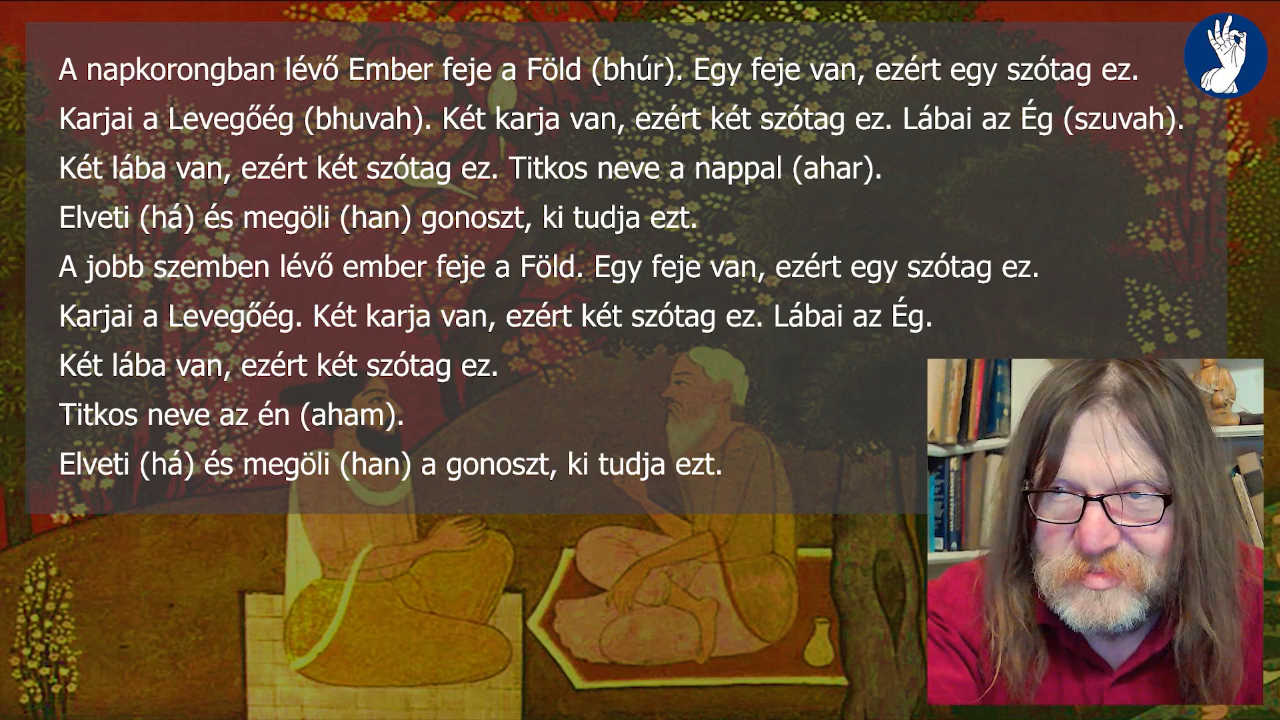 A napkorongban lévő Ember feje a Föld (bhúr). Egy feje van, ezért egy szótag ez.
Karjai a Levegőég (bhuvah). Két karja van, ezért két szótag ez. Lábai az Ég (szuvah).
Két lába van, ezért két szótag ez. Titkos neve a nappal (ahar).
Elveti (há) és megöli (han) gonoszt, ki tudja ezt.
A jobb szemben lévő ember feje a Föld. Egy feje van, ezért egy szótag ez.
Karjai a Levegőég. Két karja van, ezért két szótag ez. Lábai az Ég.
Két lába van, ezért két szótag ez.
Titkos neve az én (aham).
Elveti (há) és megöli (han) a gonoszt, ki tudja ezt.